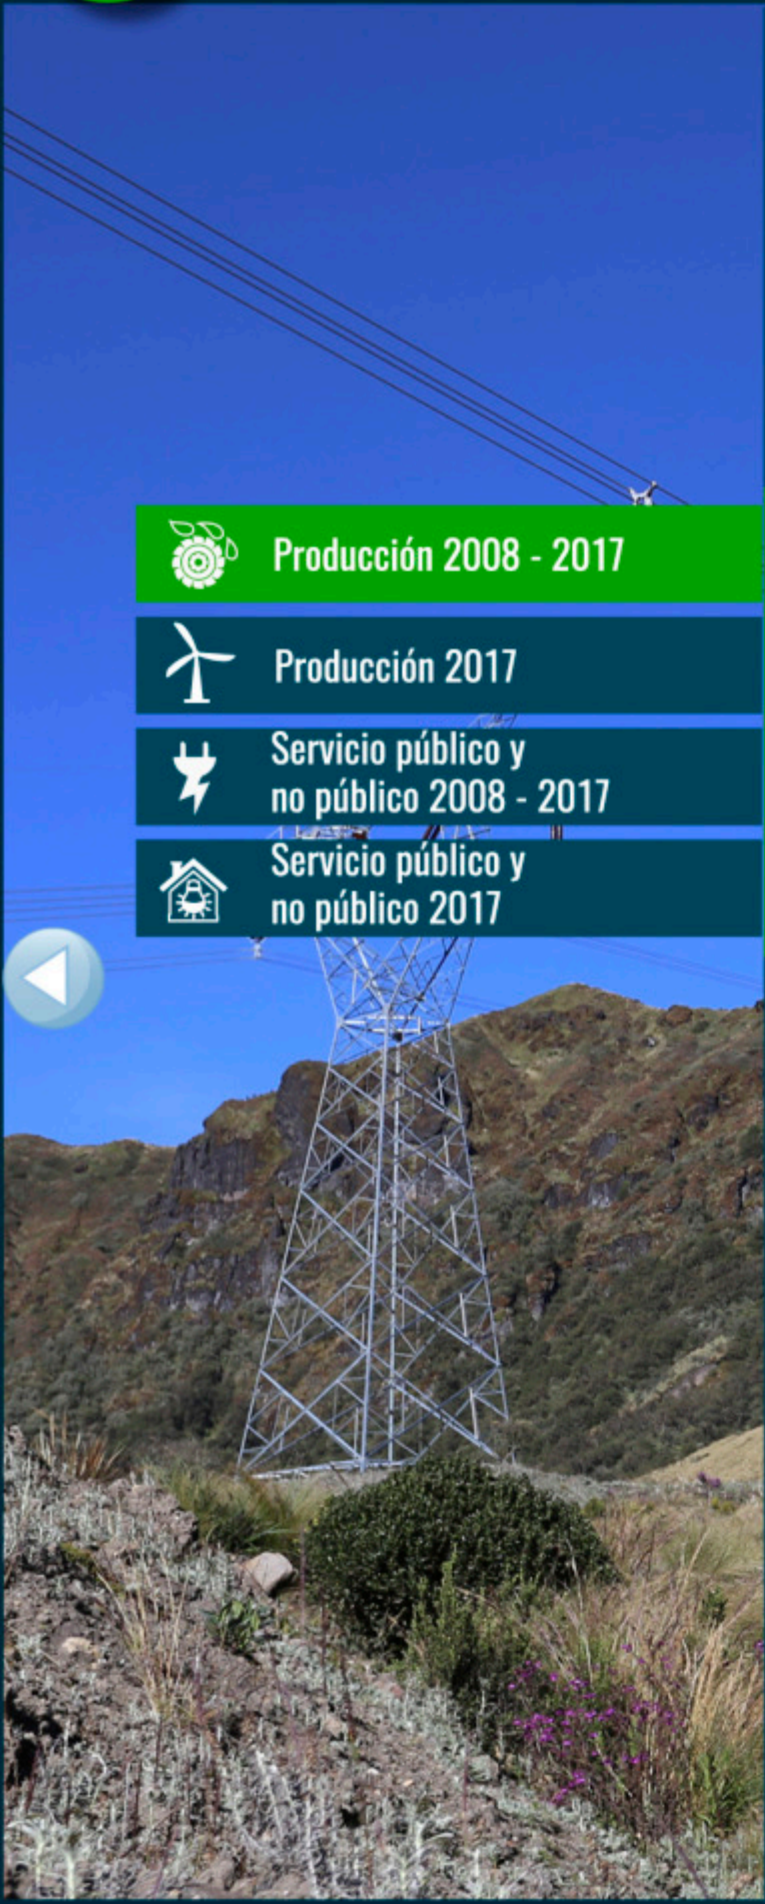 Producción 2008 - 2017
Producción 2017
Servicio público y
no público 2008 - 2017
Servicio público y
no público 2017